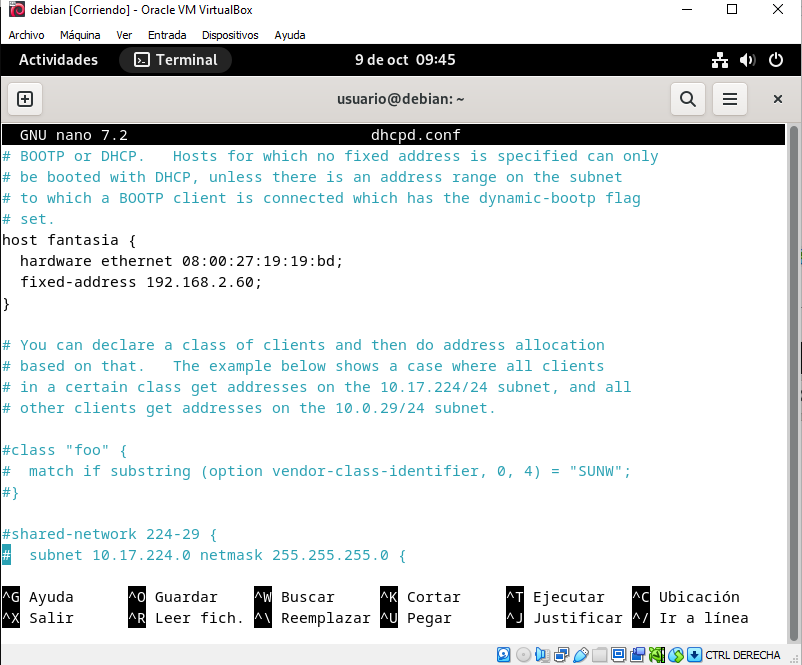 debian [Corriendo] - Oracle VM VirtualBox
Archivo Máquina Ver Entrada Dispositivos Ayuda
Actividades Terminal 9 de oct 09:45
usuario@debian: ~
GNU nano 7.2 dhcpd.conf
# BOOTP or DHCP.   Hosts for which no fixed address is specified can only
# be booted with DHCP, unless there is an address range on the subnet
# to which a BOOTP client is connected which has the dynamic-bootp flag
# set.
host fantasia {
  hardware ethernet 08:00:27:19:19:bd;
  fixed-address 192.168.2.60;
}
# You can declare a class of clients and then do address allocation
# based on that.   The example below shows a case where all clients
# in a certain class get addresses on the 10.17.224/24 subnet, and all
# other clients get addresses on the 10.0.29/24 subnet.
#class "foo" {
#  match if substring (option vendor-class-identifier, 0, 4) = "SUNW";
#}
#shared-network 224-29 {
#  subnet 10.17.224.0 netmask 255.255.255.0 {
^G Ayuda ^O Guardar ^W Buscar ^K Cortar ^T Ejecutar ^C Ubicación
^X Salir ^R Leer fich. ^\ Reemplazar ^U Pegar ^J Justificar ^/ Ir a línea
CTRL DERECHA